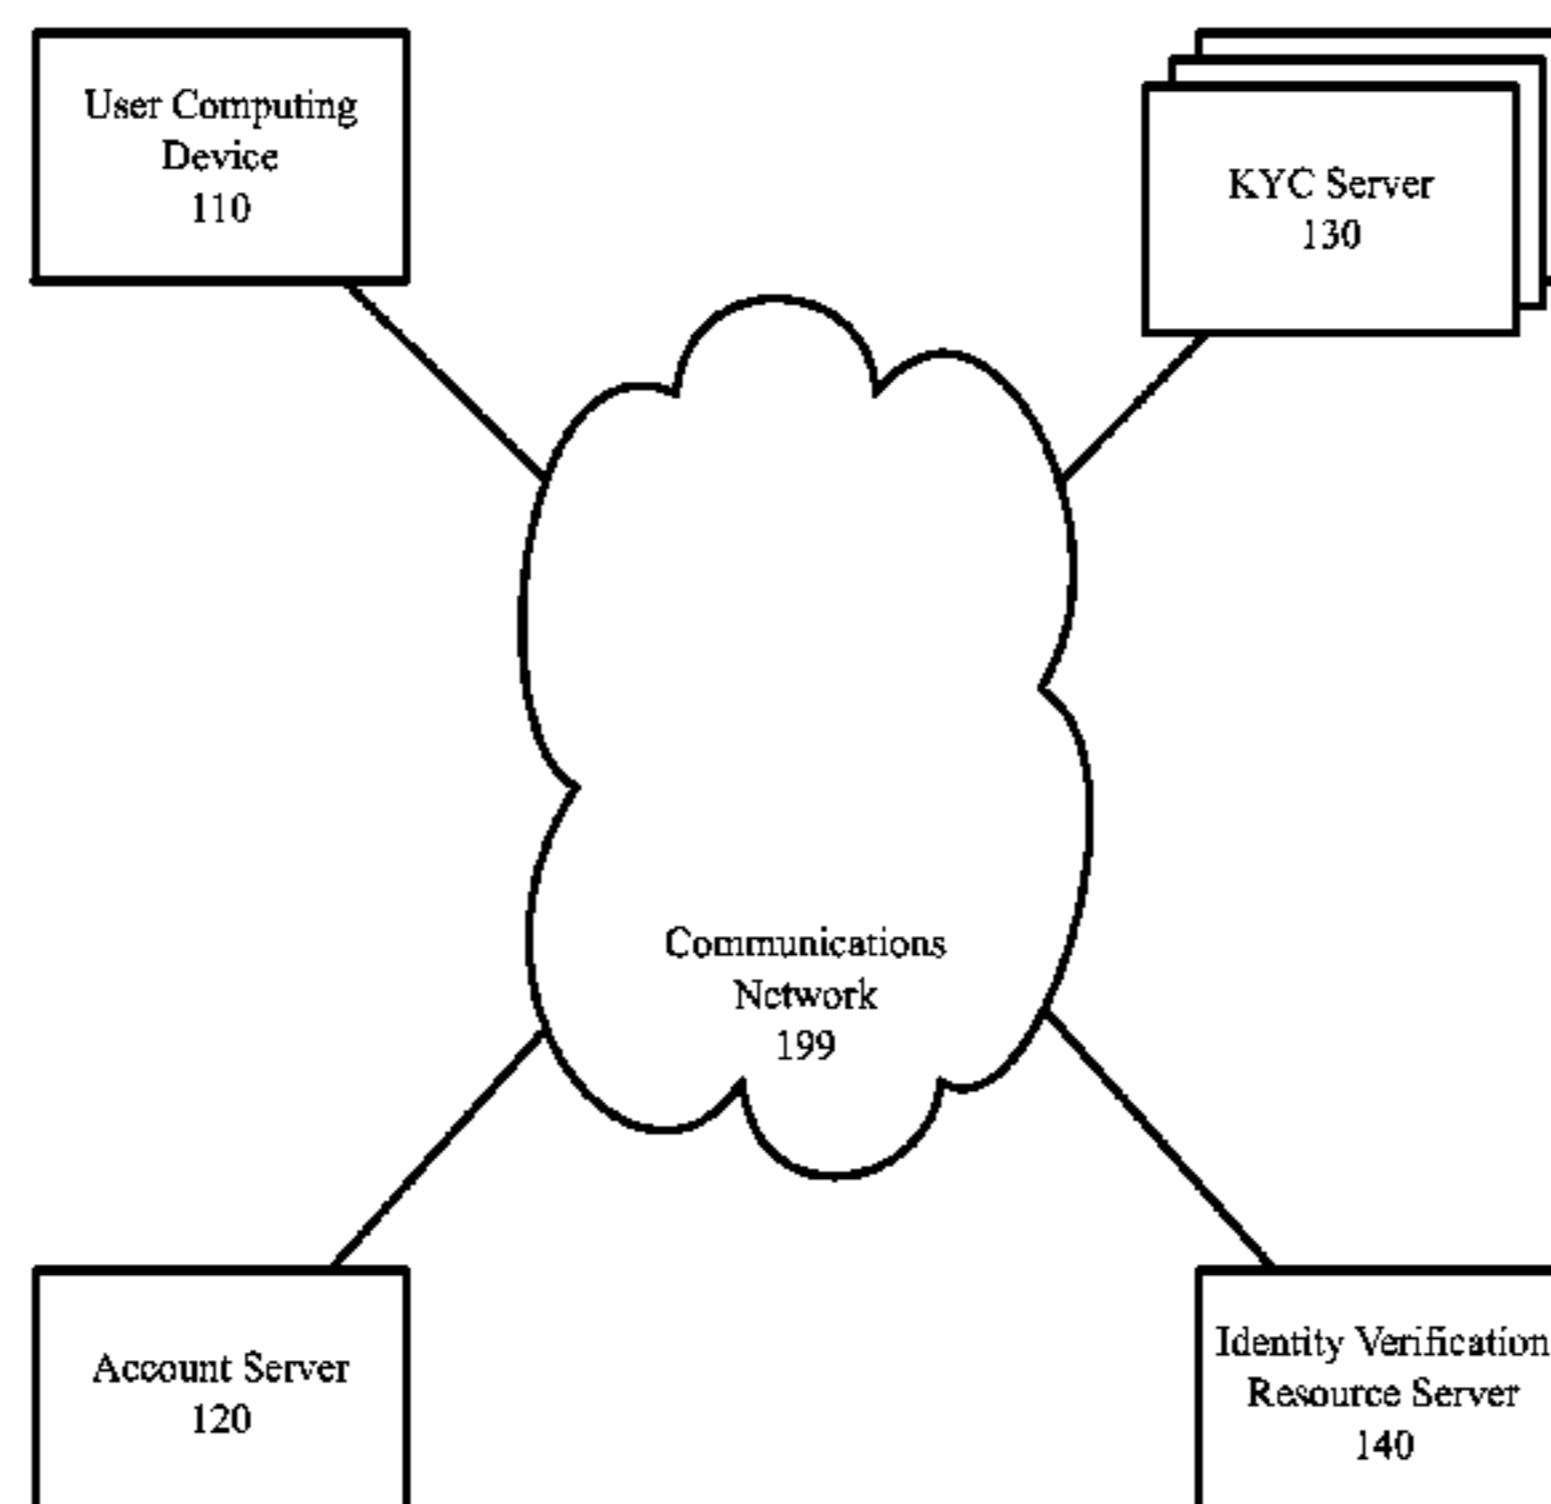 User Computing
Device
110
KYC Server
130
Communications
Network
199
Account Server
120
Identity Verification
Resource Server
140